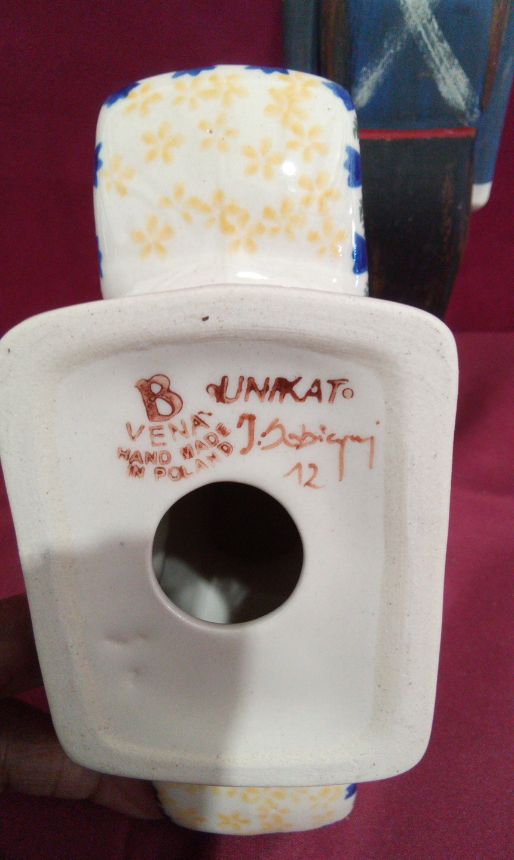 B UNIKAT
VENA
HAND MADE
IN POLAND
J.
12